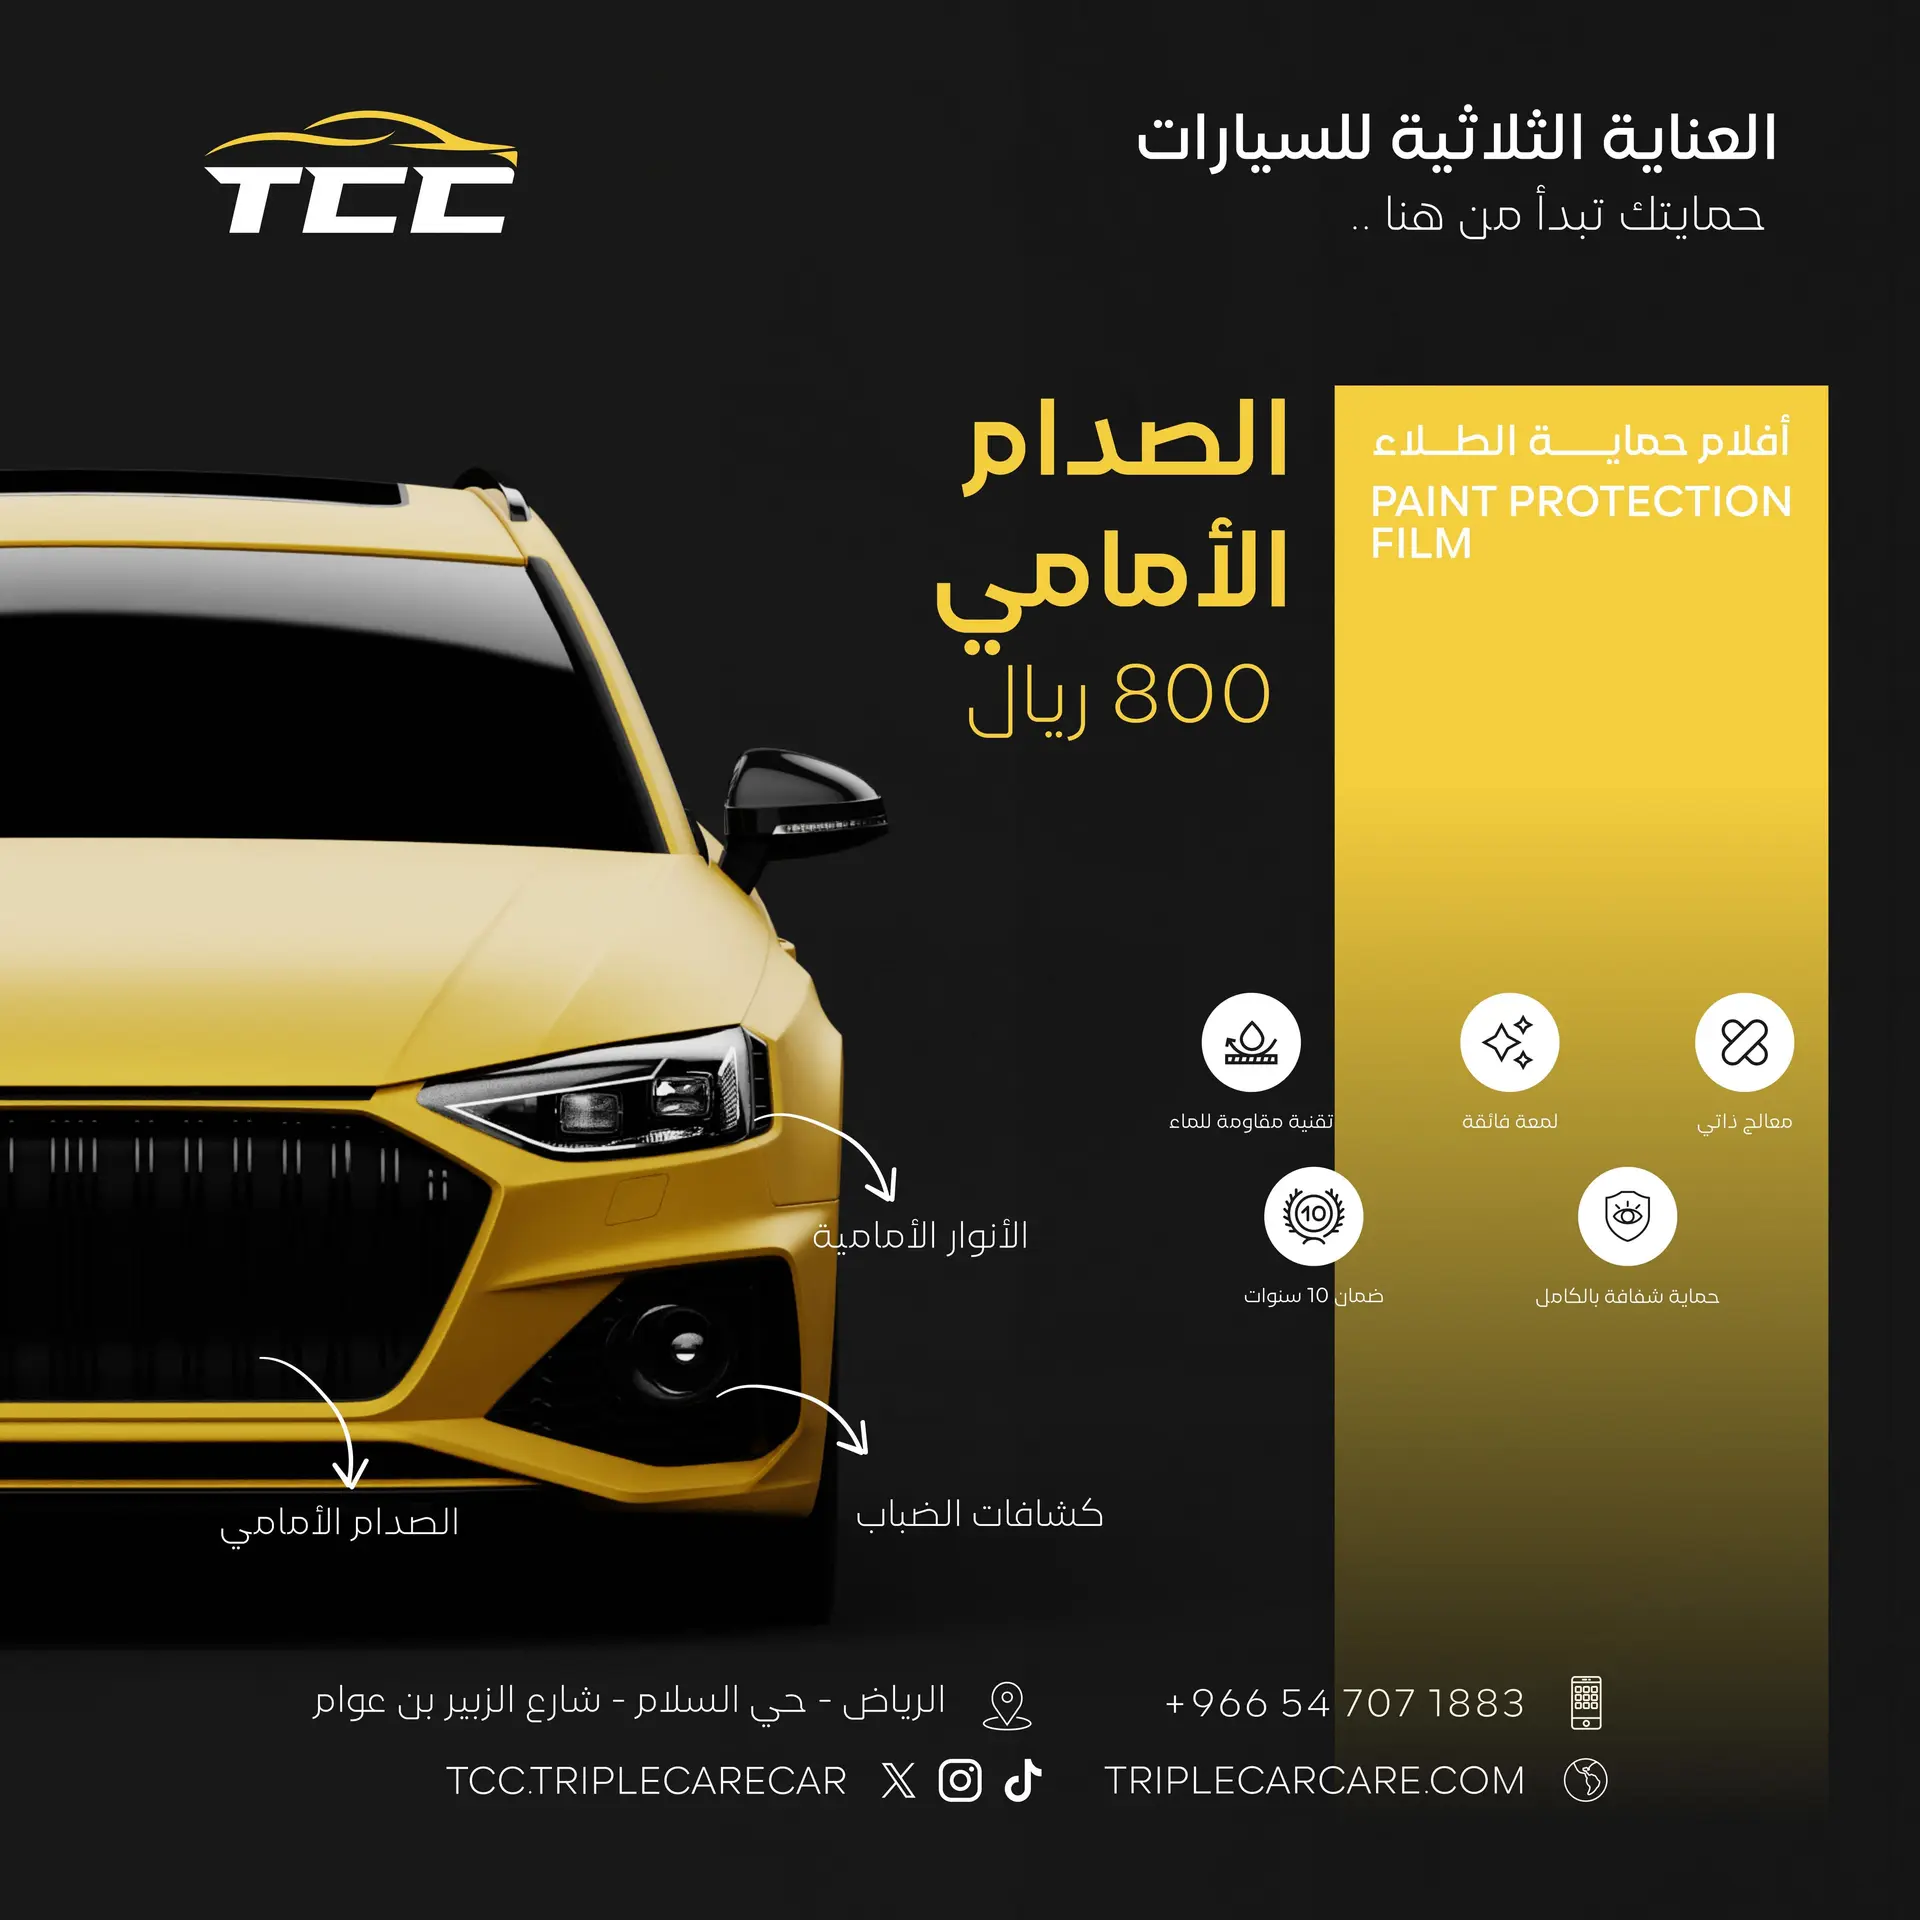 TCC
العناية الثلاثية للسيارات
حمايتك تبدأ من هنا ..
الصدام
الأمامي
800 ريال
أفلام حمايـــة الطــلاء
PAINT PROTECTION
FILM
معالج ذاتي
لمعة فائقة
تقنية مقاومة للماء
حماية شفافة بالكامل
10
ضمان 10 سنوات
الأنوار الأمامية
كشافات الضباب
الصدام الأمامي
+966 54 707 1883
الرياض - حي السلام - شارع الزبير بن عوام
TRIPLECARCARE.COM
TCC.TRIPLECARECAR